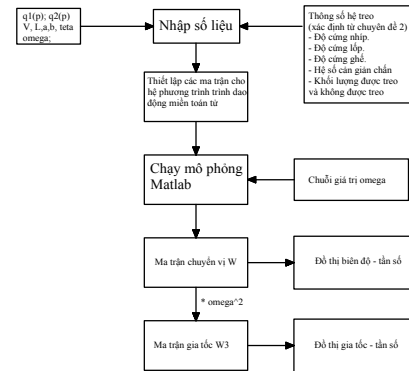 q1(p); q2(p)
V, L,a,b, teta
omega;
Nhập số liệu
Thông số hệ treo
(xác định từ chuyên đề 2)
- Độ cứng nhíp.
- Độ cứng lốp.
- Độ cứng ghế.
- Hệ số cản giản chấn
- Khối lượng được treo
và không được treo
Thiết lập các ma trận cho
hệ phương trình trình dao
động miền toán tử
Chạy mô phỏng
Matlab
Chuỗi giá trị omega
Ma trận chuyển vị W
Đồ thị biên độ - tần số
* omega^2
Ma trận gia tốc W3
Đồ thị gia tốc - tần số